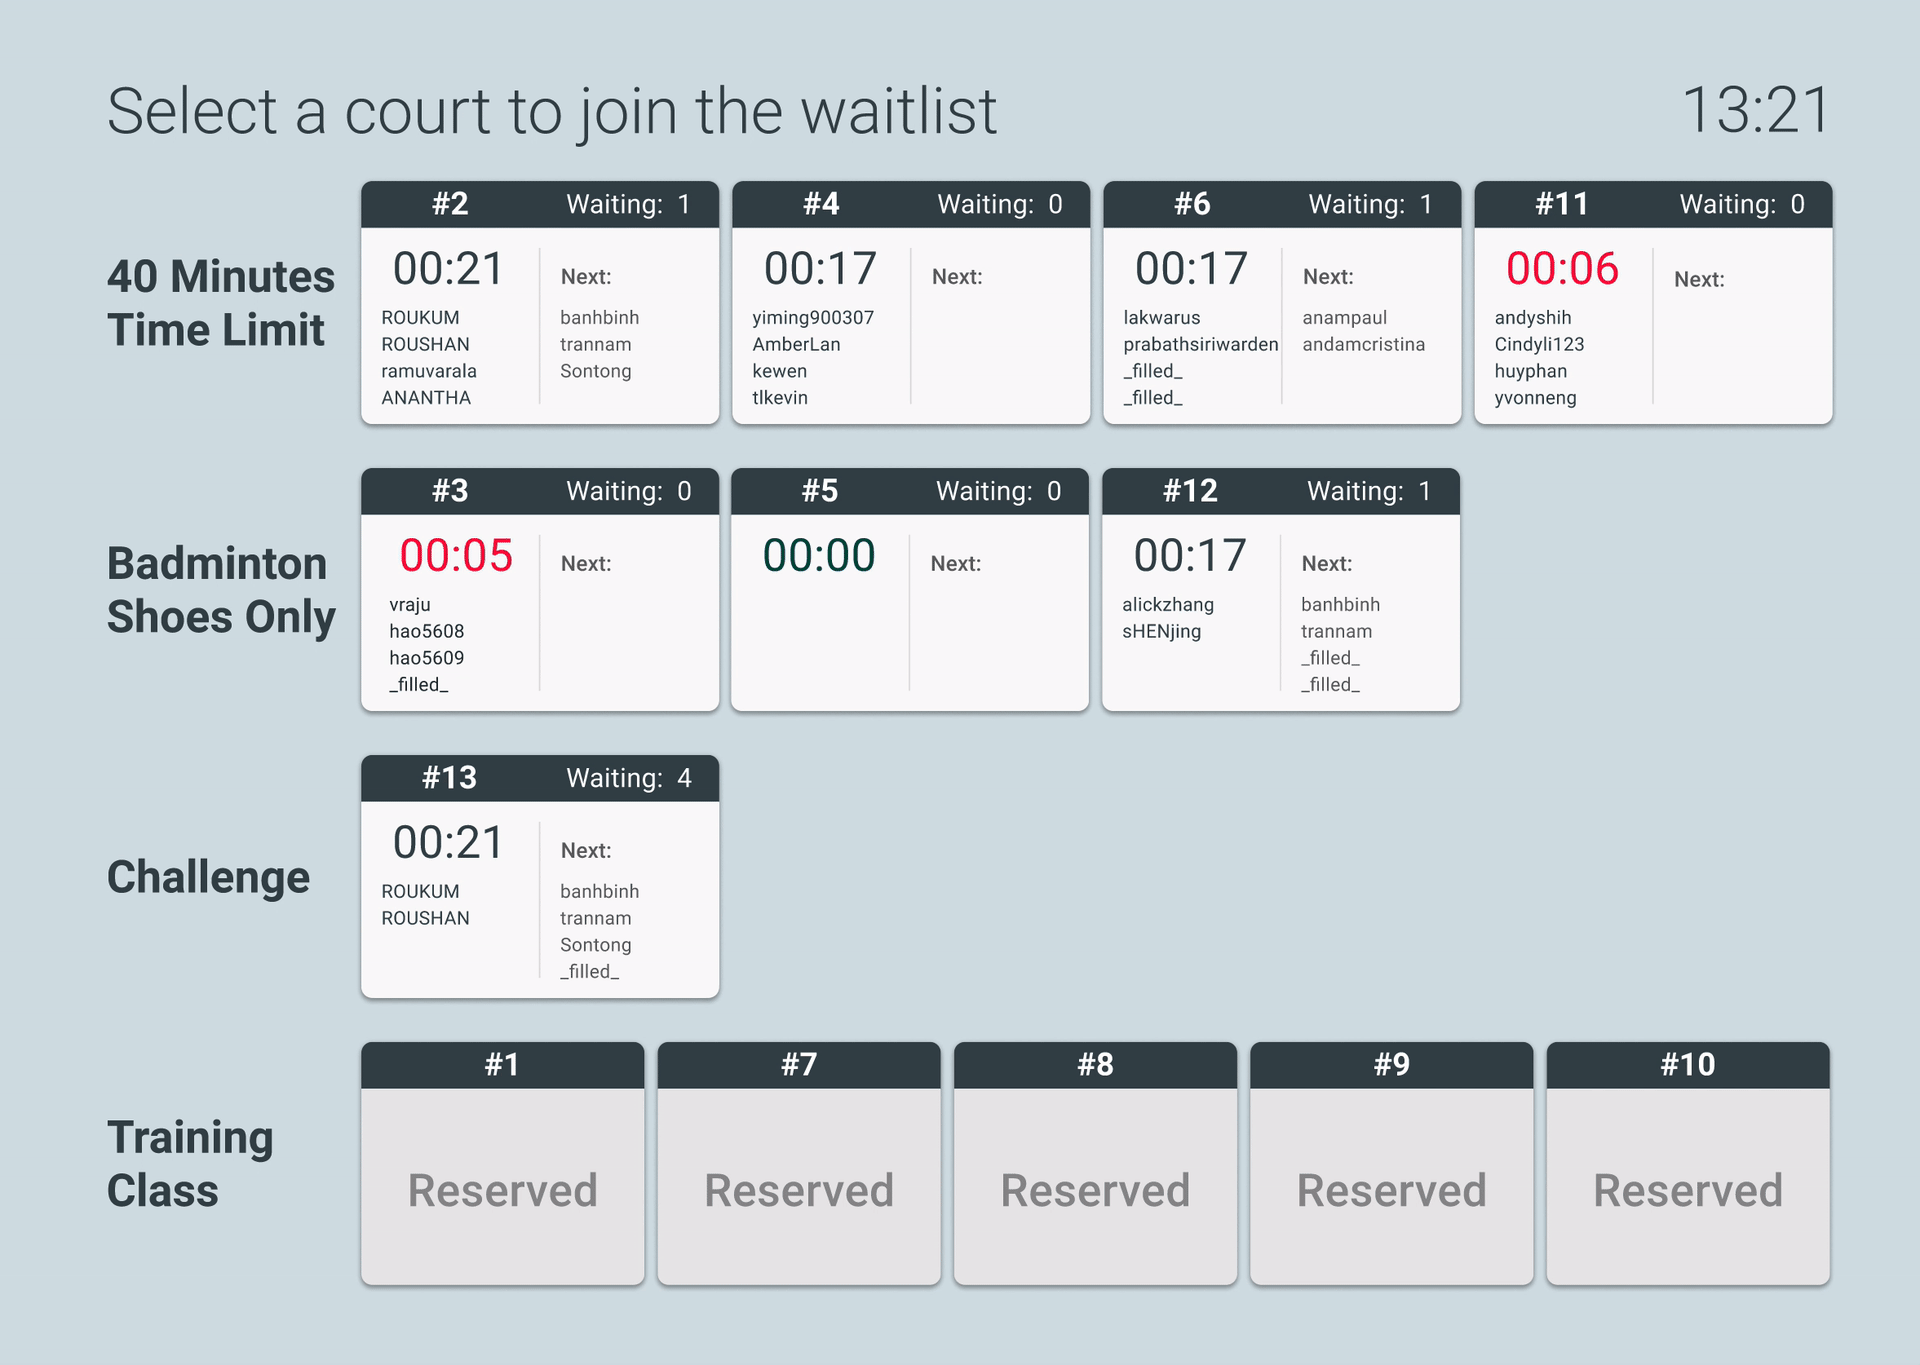 Select a court to join the waitlist
13:21
40 Minutes
Time Limit
#2 Waiting: 1
00:21
ROUKUM
ROUSHAN
ramuvarala
ANANTHA
Next:
banhbinh
trannam
Sontong
#4 Waiting: 0
00:17
yiming900307
AmberLan
kewen
tlkevin
Next:
#6 Waiting: 1
00:17
lakwarus
prabathsiriwarden
_filled_
_filled_
Next:
anampaul
andamcristina
#11 Waiting: 0
00:06
andyshih
Cindyli123
huyphan
yvonneng
Next:
Badminton
Shoes Only
#3 Waiting: 0
00:05
vraju
hao5608
hao5609
_filled_
Next:
#5 Waiting: 0
00:00
Next:
#12 Waiting: 1
00:17
alickzhang
sHENjing
Next:
banhbinh
trannam
_filled_
_filled_
Challenge
#13 Waiting: 4
00:21
ROUKUM
ROUSHAN
Next:
banhbinh
trannam
Sontong
_filled_
Training
Class
#1
Reserved
#7
Reserved
#8
Reserved
#9
Reserved
#10
Reserved